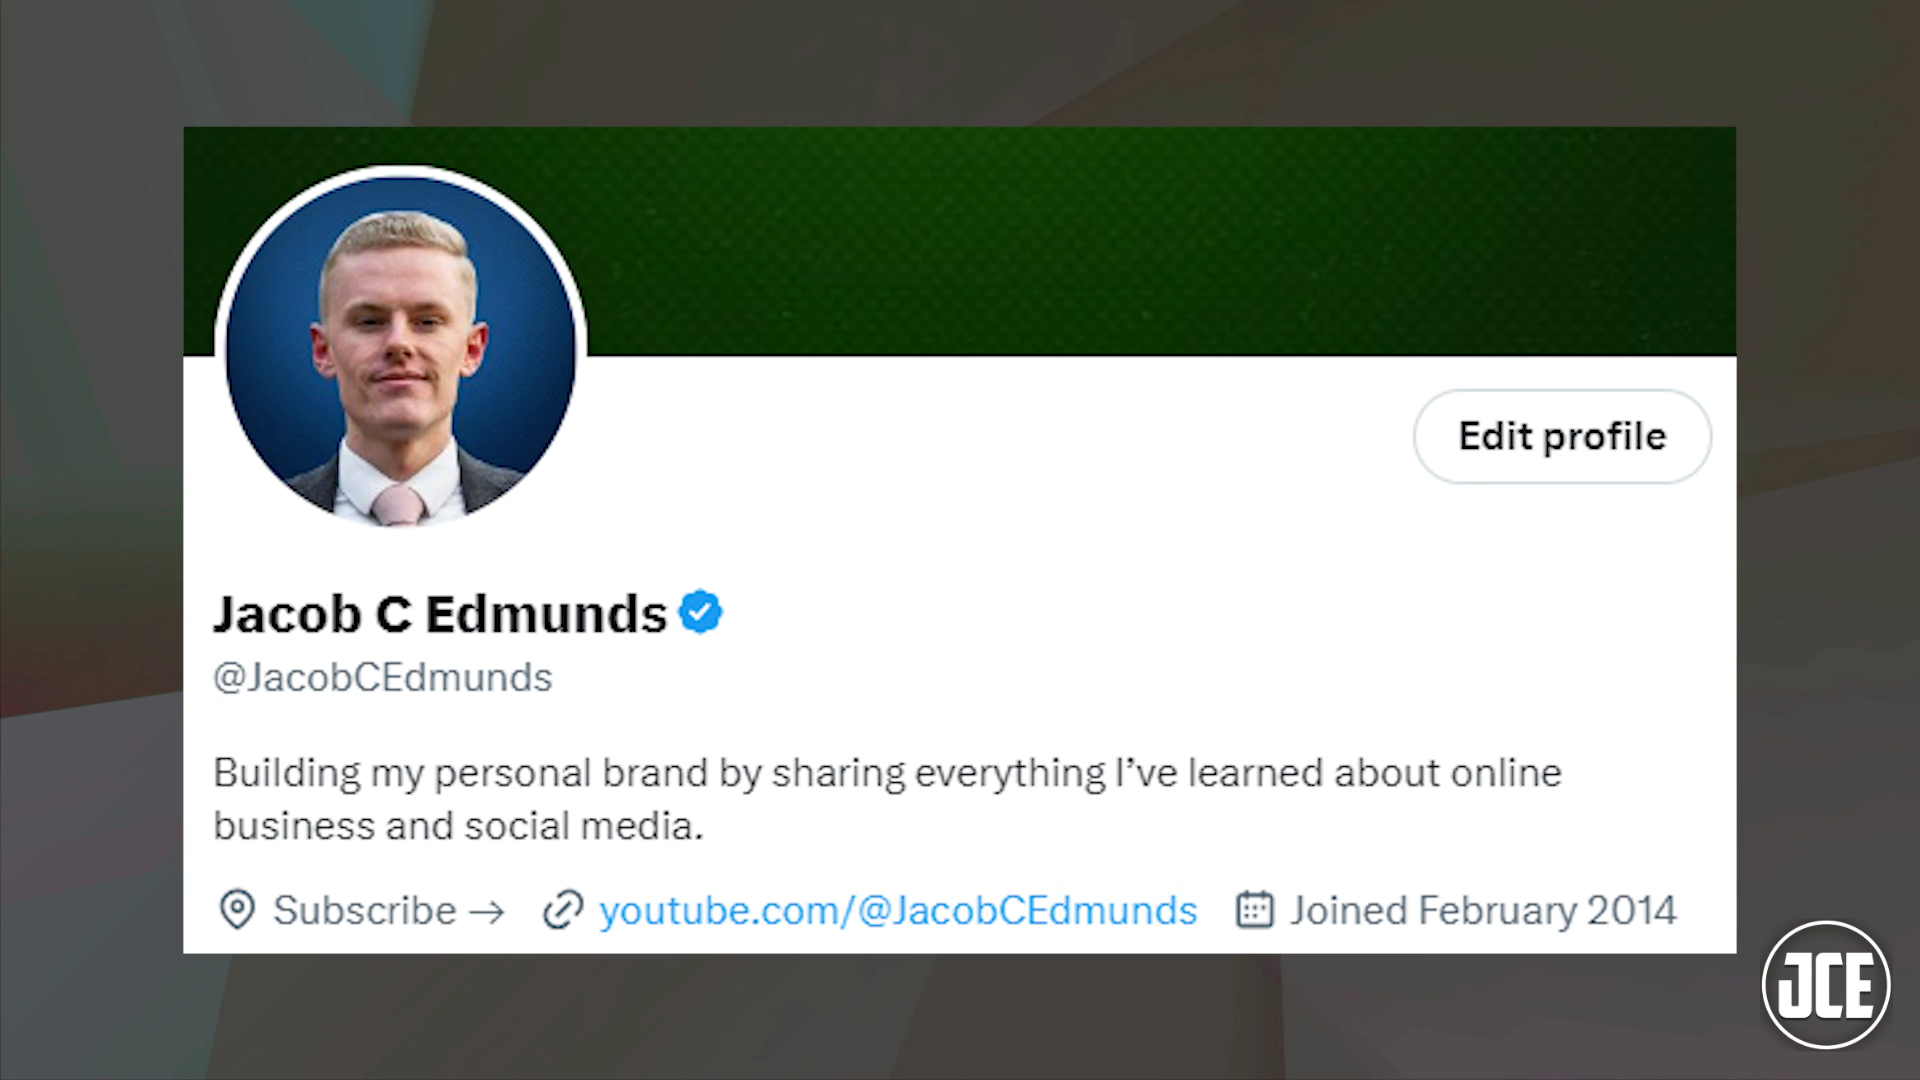 Edit profile
Jacob C Edmunds
@JacobCEdmunds
Building my personal brand by sharing everything I’ve learned about online
business and social media.
Subscribe → youtube.com/@JacobCEdmunds Joined February 2014
JCE